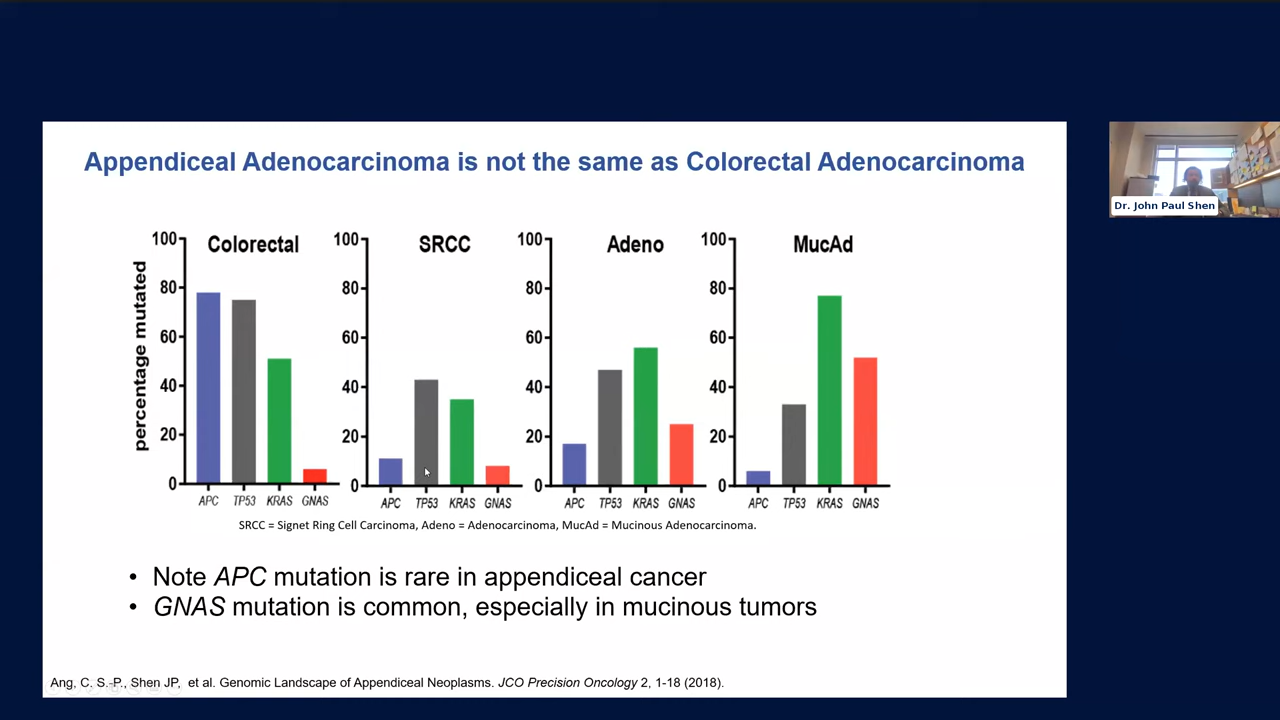 Appendiceal Adenocarcinoma is not the same as Colorectal Adenocarcinoma
Dr. John Paul Shen
percentage mutated
Colorectal
100
80
60
40
20
0
APC TP53 KRAS GNAS
SRCC
100
80
60
40
20
0
APC TP53 KRAS GNAS
Adeno
100
80
60
40
20
0
APC TP53 KRAS GNAS
MucAd
100
80
60
40
20
0
APC TP53 KRAS GNAS
SRCC = Signet Ring Cell Carcinoma, Adeno = Adenocarcinoma, MucAd = Mucinous Adenocarcinoma.
• Note APC mutation is rare in appendiceal cancer
• GNAS mutation is common, especially in mucinous tumors
Ang, C. S.-P., Shen JP, et al. Genomic Landscape of Appendiceal Neoplasms. JCO Precision Oncology 2, 1-18 (2018).